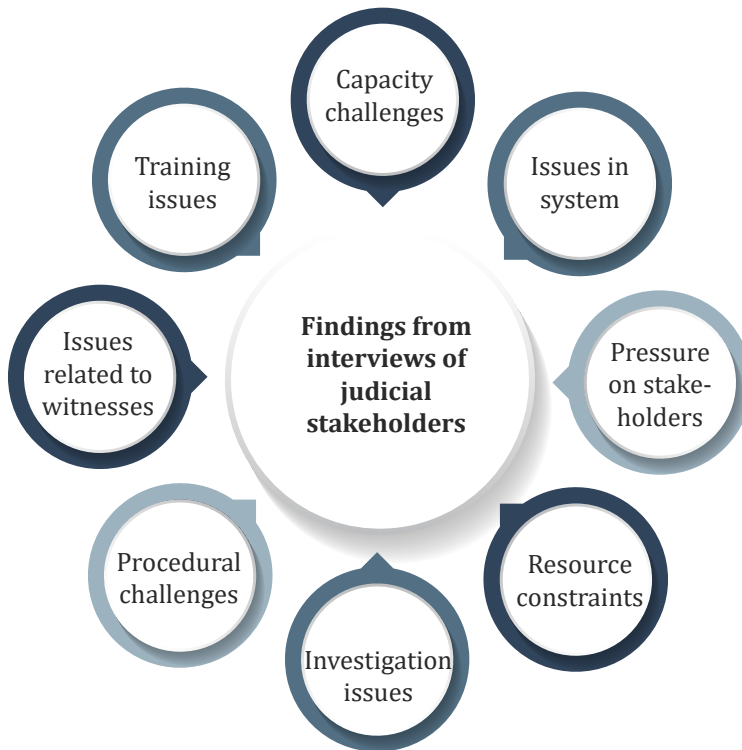 Capacity
challenges
Issues in
system
Pressure
on stake-
holders
Resource
constraints
Investigation
issues
Procedural
challenges
Issues
related to
witnesses
Training
issues
Findings from
interviews of
judicial
stakeholders